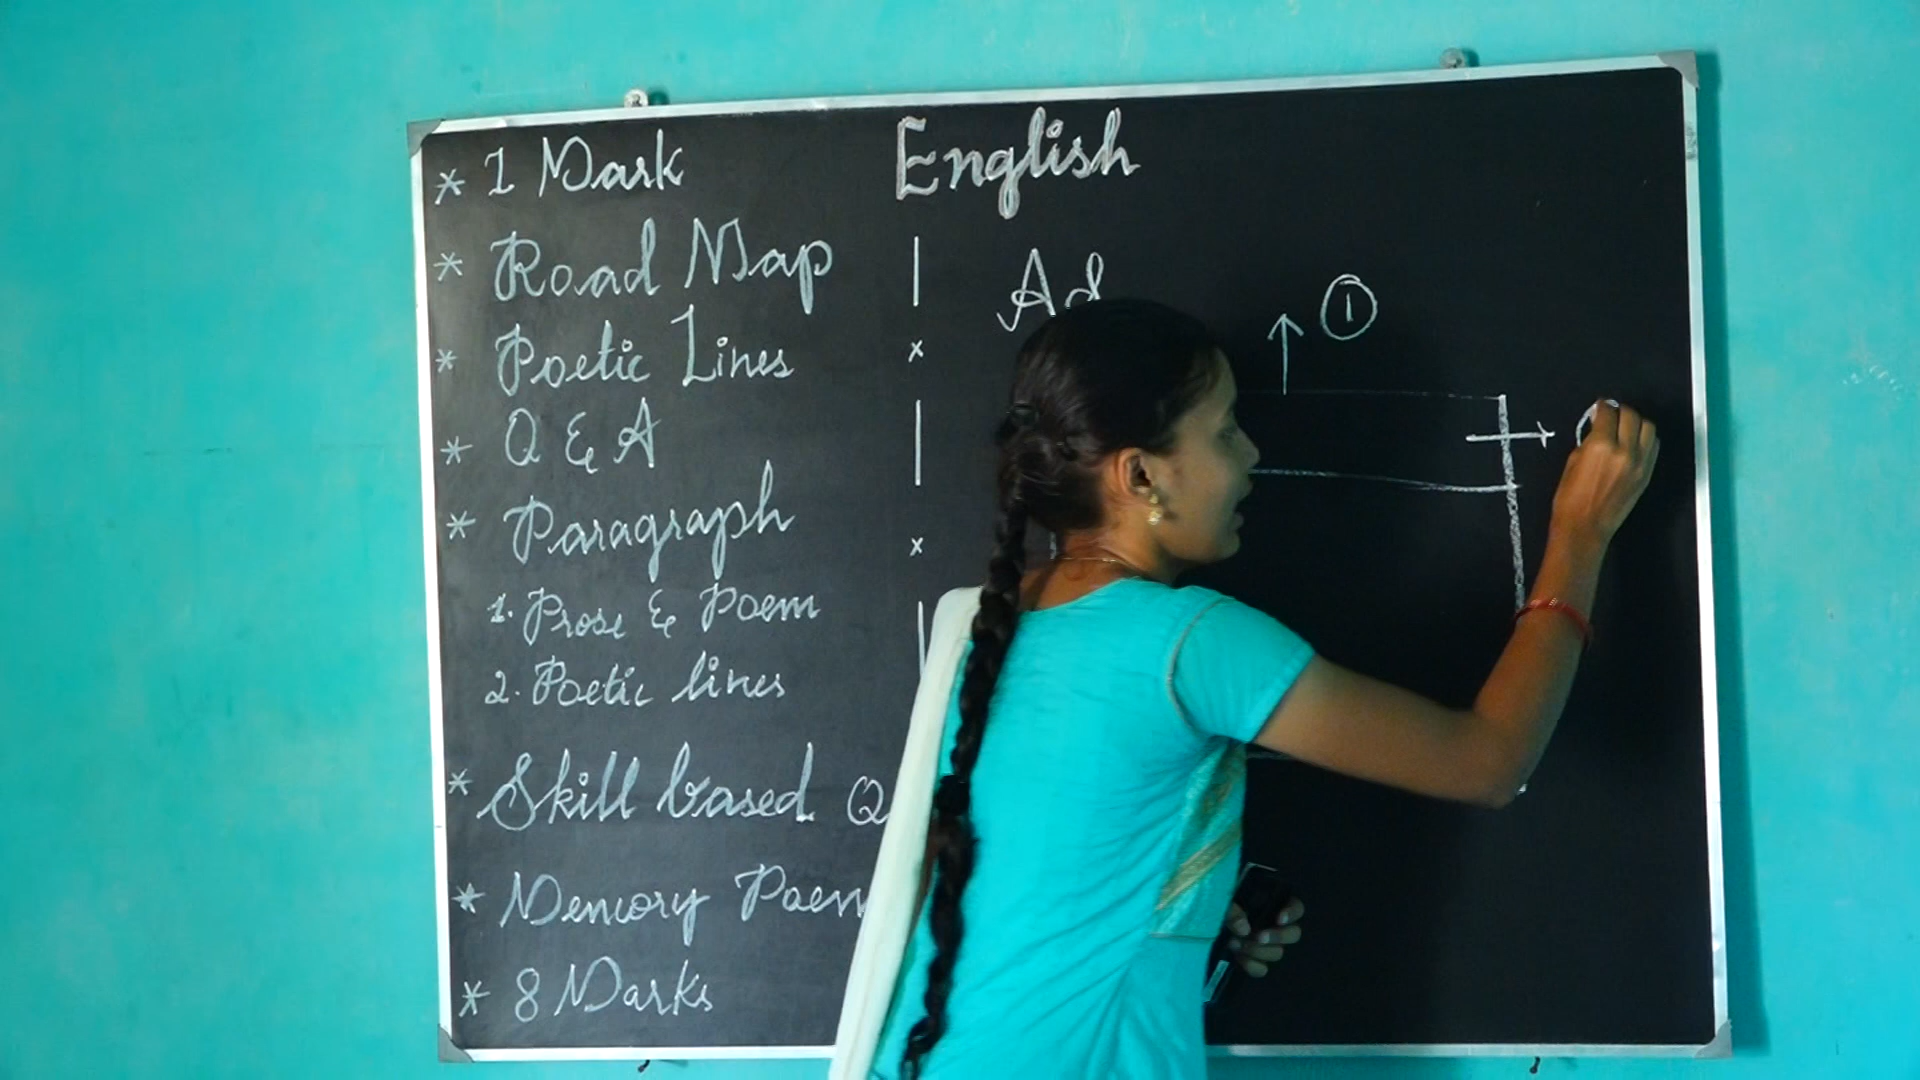 English
* 1 Mark
* Road Map |
* Poetic Lines x
* Q & A |
* Paragraph x
1. Prose & Poem |
2. Poetic lines
* Skill based Q
* Memory Poem
* 8 Marks
Ad
1